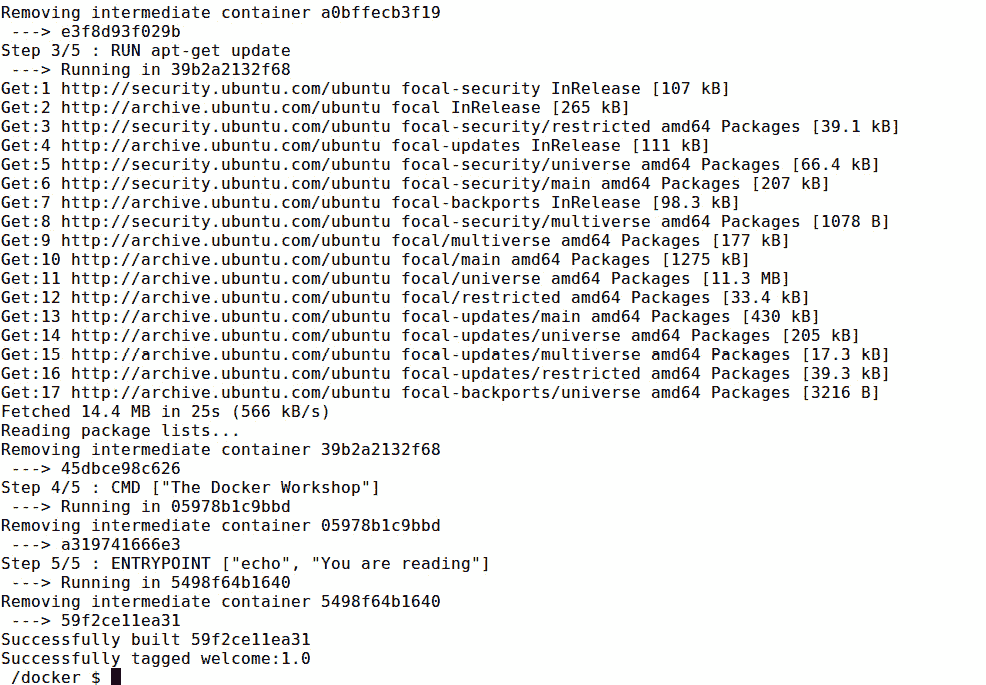 Removing intermediate container a0bffecb3f19
 ---> e3f8d93f029b
Step 3/5 : RUN apt-get update
 ---> Running in 39b2a2132f68
Get:1 http://security.ubuntu.com/ubuntu focal-security InRelease [107 kB]
Get:2 http://archive.ubuntu.com/ubuntu focal InRelease [265 kB]
Get:3 http://security.ubuntu.com/ubuntu focal-security/restricted amd64 Packages [39.1 kB]
Get:4 http://archive.ubuntu.com/ubuntu focal-updates InRelease [111 kB]
Get:5 http://security.ubuntu.com/ubuntu focal-security/universe amd64 Packages [66.4 kB]
Get:6 http://security.ubuntu.com/ubuntu focal-security/main amd64 Packages [207 kB]
Get:7 http://archive.ubuntu.com/ubuntu focal-backports InRelease [98.3 kB]
Get:8 http://security.ubuntu.com/ubuntu focal-security/multiverse amd64 Packages [1078 B]
Get:9 http://archive.ubuntu.com/ubuntu focal/multiverse amd64 Packages [177 kB]
Get:10 http://archive.ubuntu.com/ubuntu focal/main amd64 Packages [1275 kB]
Get:11 http://archive.ubuntu.com/ubuntu focal/universe amd64 Packages [11.3 MB]
Get:12 http://archive.ubuntu.com/ubuntu focal/restricted amd64 Packages [33.4 kB]
Get:13 http://archive.ubuntu.com/ubuntu focal-updates/main amd64 Packages [430 kB]
Get:14 http://archive.ubuntu.com/ubuntu focal-updates/universe amd64 Packages [205 kB]
Get:15 http://archive.ubuntu.com/ubuntu focal-updates/multiverse amd64 Packages [17.3 kB]
Get:16 http://archive.ubuntu.com/ubuntu focal-updates/restricted amd64 Packages [39.3 kB]
Get:17 http://archive.ubuntu.com/ubuntu focal-backports/universe amd64 Packages [3216 B]
Fetched 14.4 MB in 25s (566 kB/s)
Reading package lists...
Removing intermediate container 39b2a2132f68
 ---> 45dbce98c626
Step 4/5 : CMD ["The Docker Workshop"]
 ---> Running in 05978b1c9bbd
Removing intermediate container 05978b1c9bbd
 ---> a319741666e3
Step 5/5 : ENTRYPOINT ["echo", "You are reading"]
 ---> Running in 5498f64b1640
Removing intermediate container 5498f64b1640
 ---> 59f2ce11ea31
Successfully built 59f2ce11ea31
Successfully tagged welcome:1.0
 /docker $